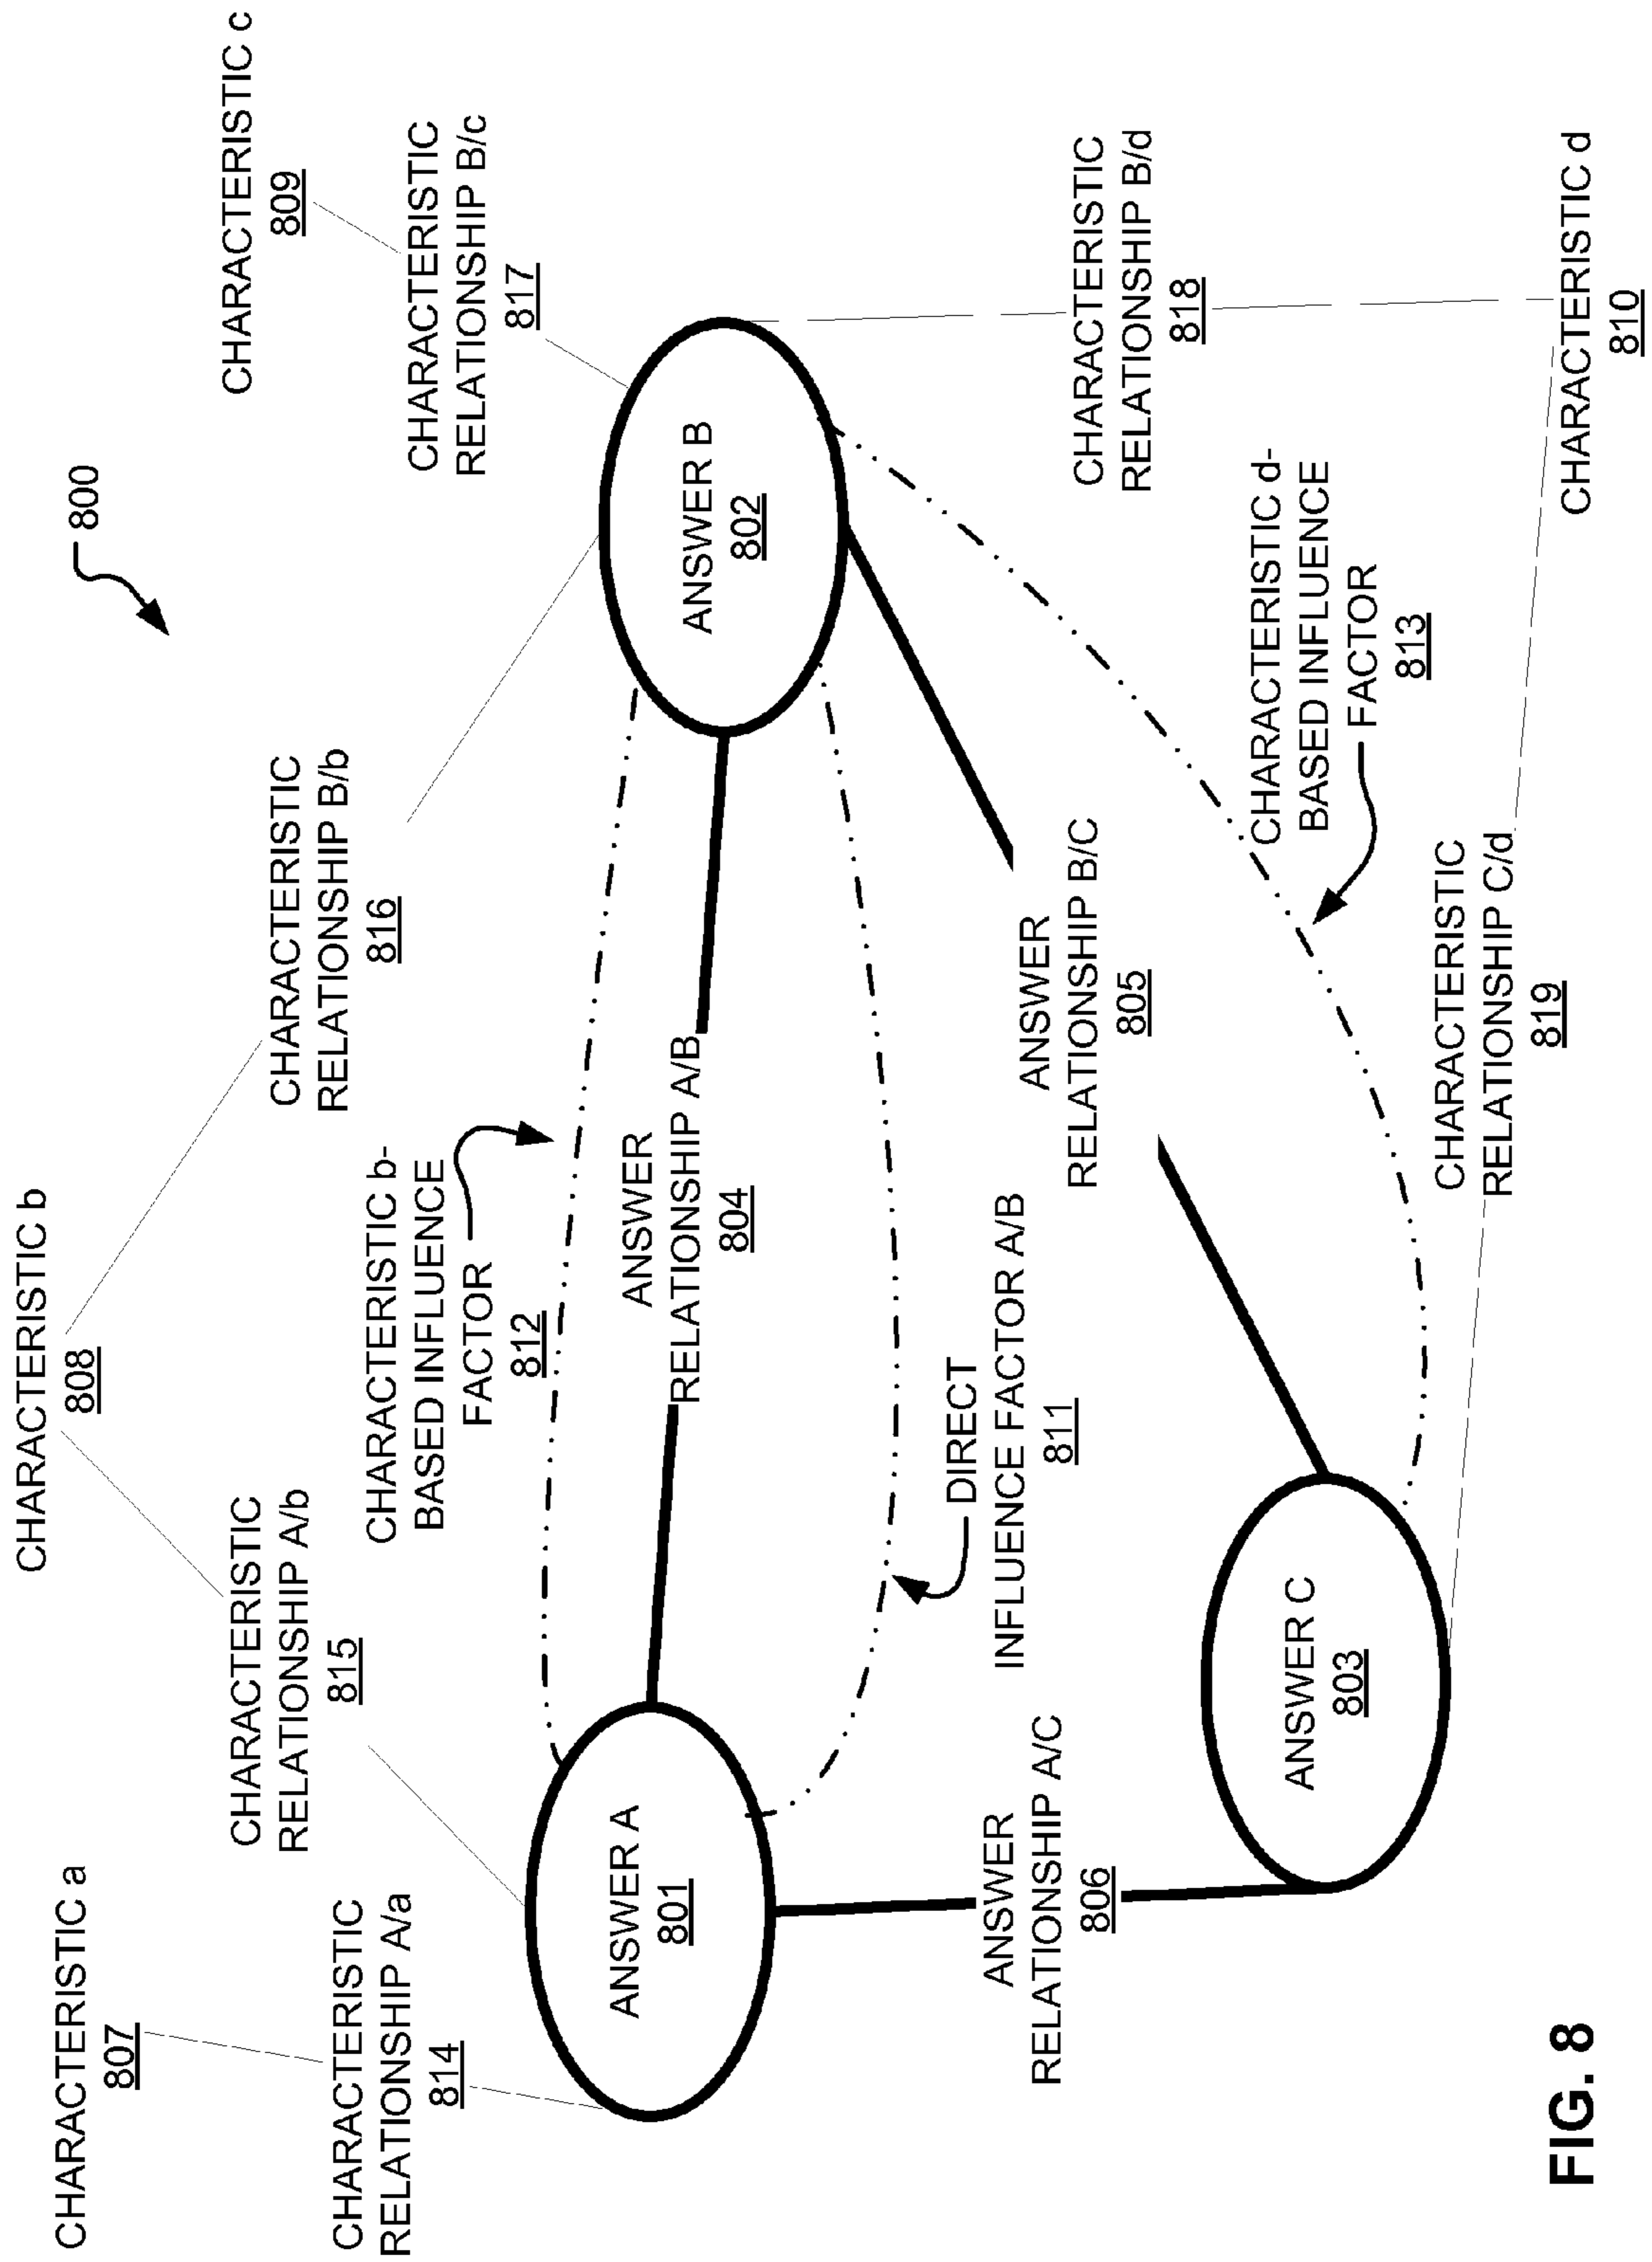 800
CHARACTERISTIC a
807
CHARACTERISTIC b
808
CHARACTERISTIC c
809
CHARACTERISTIC
RELATIONSHIP A/a
814
CHARACTERISTIC
RELATIONSHIP A/b
815
CHARACTERISTIC
RELATIONSHIP B/b
816
CHARACTERISTIC
RELATIONSHIP B/c
817
CHARACTERISTIC b-
BASED INFLUENCE
FACTOR
812
ANSWER A
801
ANSWER
RELATIONSHIP A/B
804
ANSWER B
802
DIRECT
INFLUENCE FACTOR A/B
811
ANSWER
RELATIONSHIP A/C
806
ANSWER
RELATIONSHIP B/C
805
CHARACTERISTIC
RELATIONSHIP B/d
818
CHARACTERISTIC d-
BASED INFLUENCE
FACTOR
813
ANSWER C
803
CHARACTERISTIC
RELATIONSHIP C/d
819
CHARACTERISTIC d
810
FIG. 8